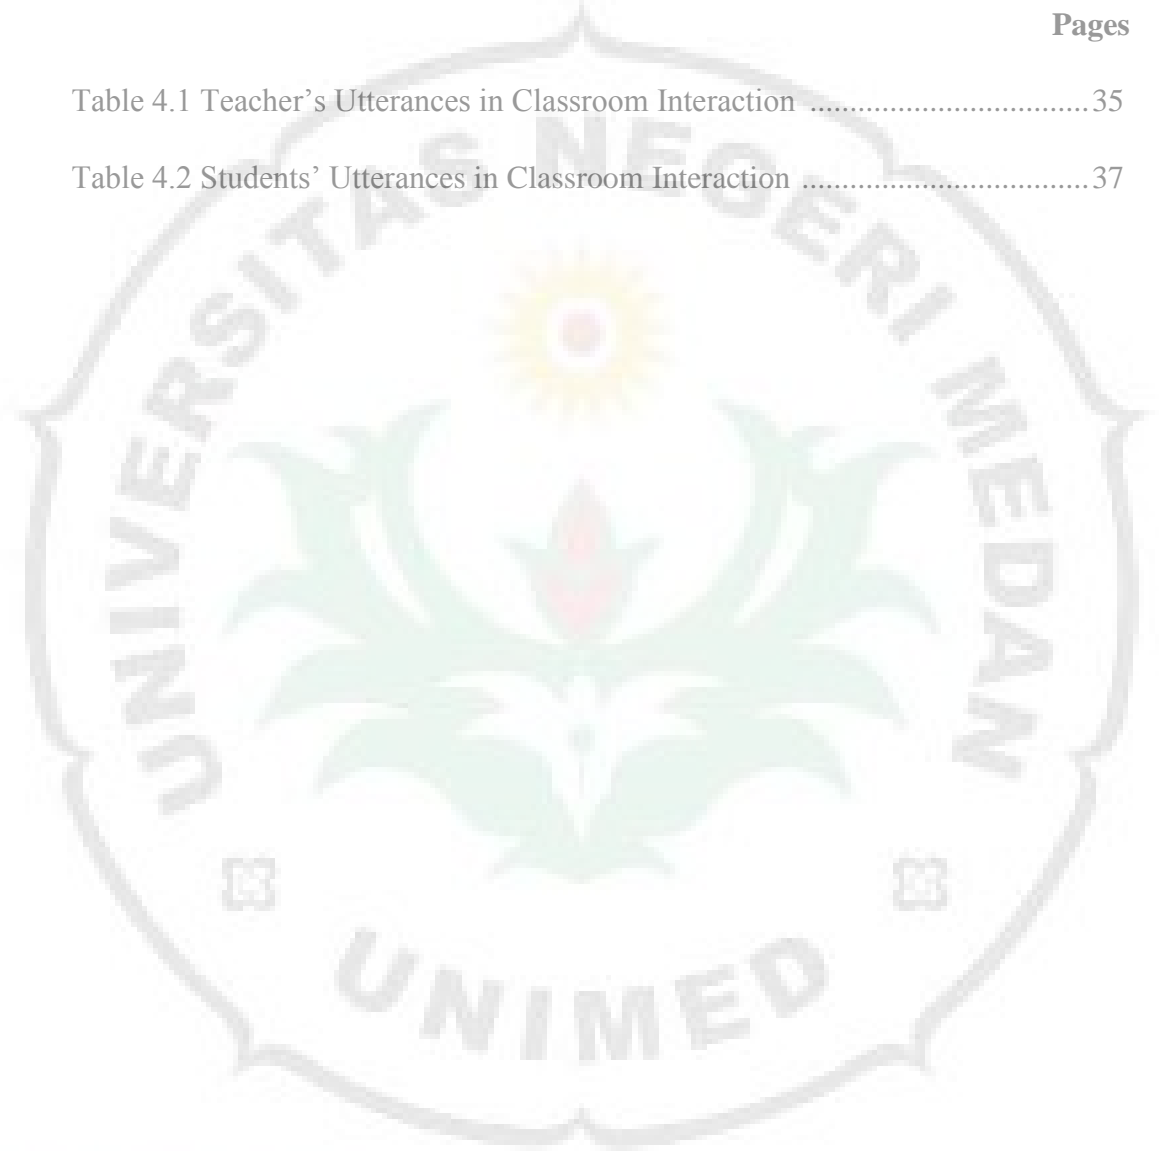 Pages
Table 4.1 Teacher’s Utterances in Classroom Interaction ..................................35
Table 4.2 Students’ Utterances in Classroom Interaction ...................................37
UNIVERSITAS NEGERI MEDAN
UNIMED